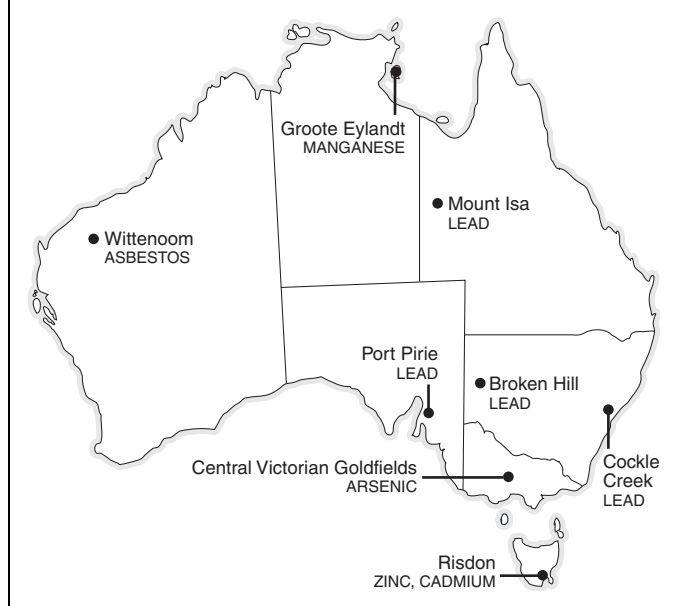 Groote Eylandt
MANGANESE
Mount Isa
LEAD
Wittenoom
ASBESTOS
Port Pirie
LEAD
Broken Hill
LEAD
Cockle
Creek
LEAD
Central Victorian Goldfields
ARSENIC
Risdon
ZINC, CADMIUM